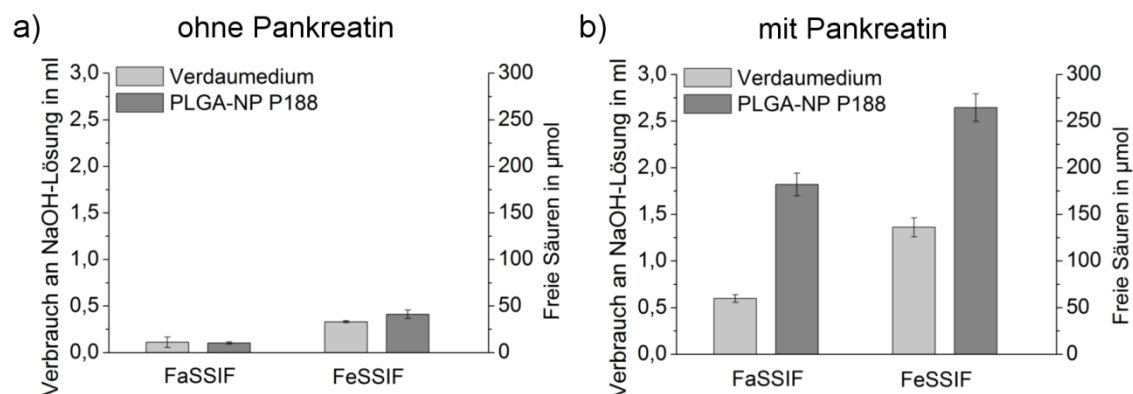 a) ohne Pankreatin
Verbrauch an NaOH-Lösung in ml
3,0
2,5
2,0
1,5
1,0
0,5
0,0
Verdaumedium
PLGA-NP P188
300
250
200
150
100
50
0
Freie Säuren in µmol
FaSSIF FeSSIF
b) mit Pankreatin
Verbrauch an NaOH-Lösung in ml
3,0
2,5
2,0
1,5
1,0
0,5
0,0
Verdaumedium
PLGA-NP P188
300
250
200
150
100
50
0
Freie Säuren in µmol
FaSSIF FeSSIF